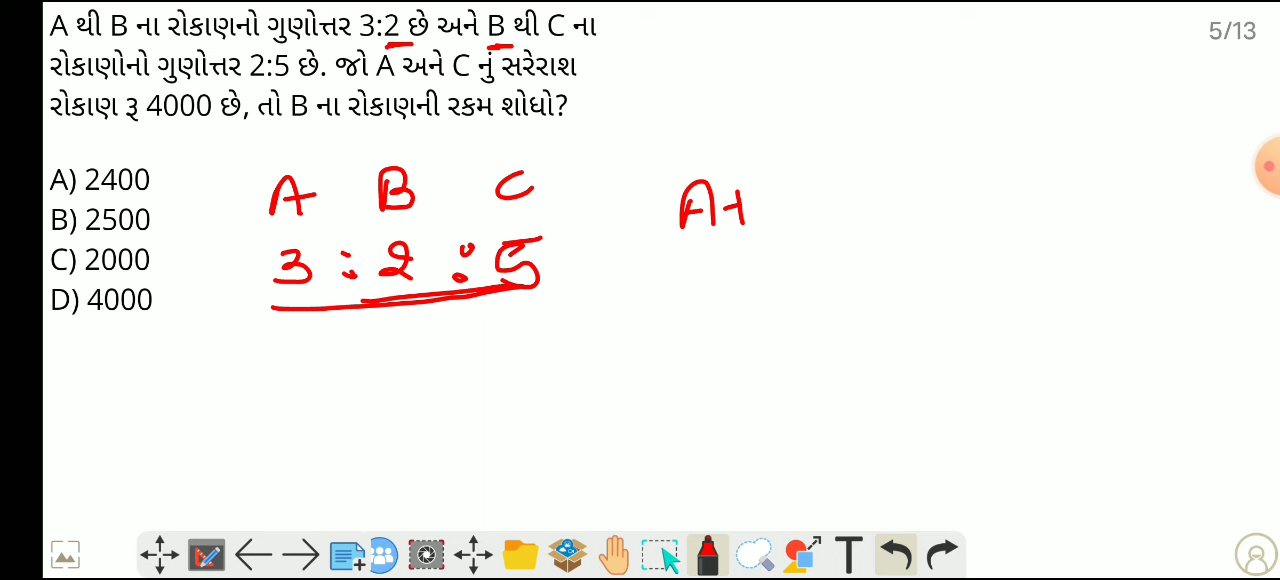 A થી B ના રોકાણનો ગુણોત્તર 3:2 છે અને B થી C ના
5/13
રોકાણોનો ગુણોત્તર 2:5 છે. જો A અને C નું સરેરાશ
રોકાણ રૂ 4000 છે, તો B ના રોકાણની રકમ શોધો?
A) 2400
B) 2500
C) 2000
D) 4000
A B C
3 : 2 : 5
A+
T